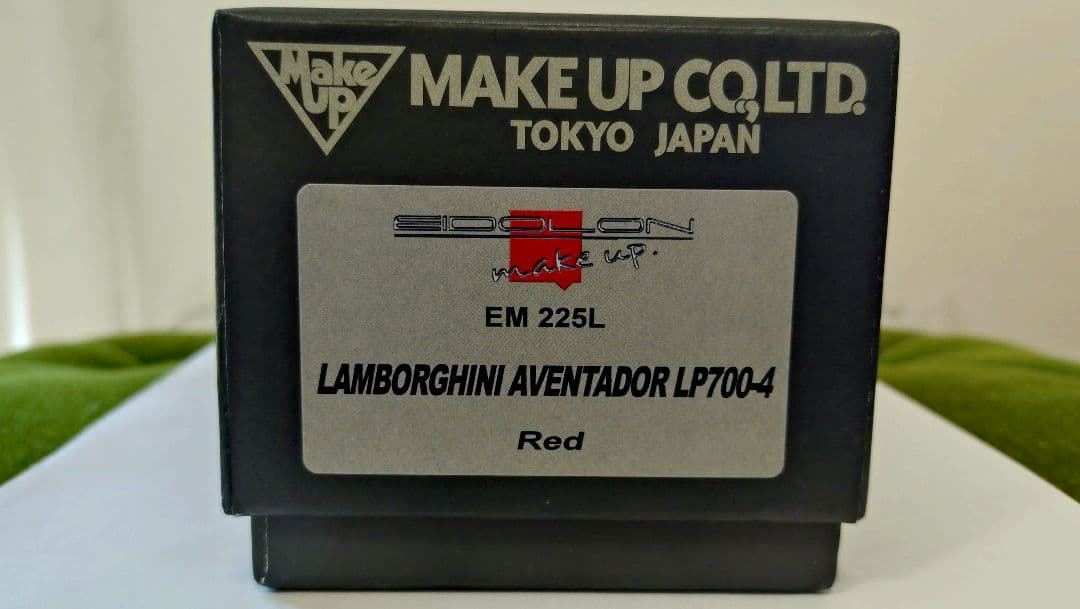 Make Up
MAKE UP CO.,LTD.
TOKYO JAPAN
EIDOLON
make up.
EM 225L
LAMBORGHINI AVENTADOR LP700-4
Red